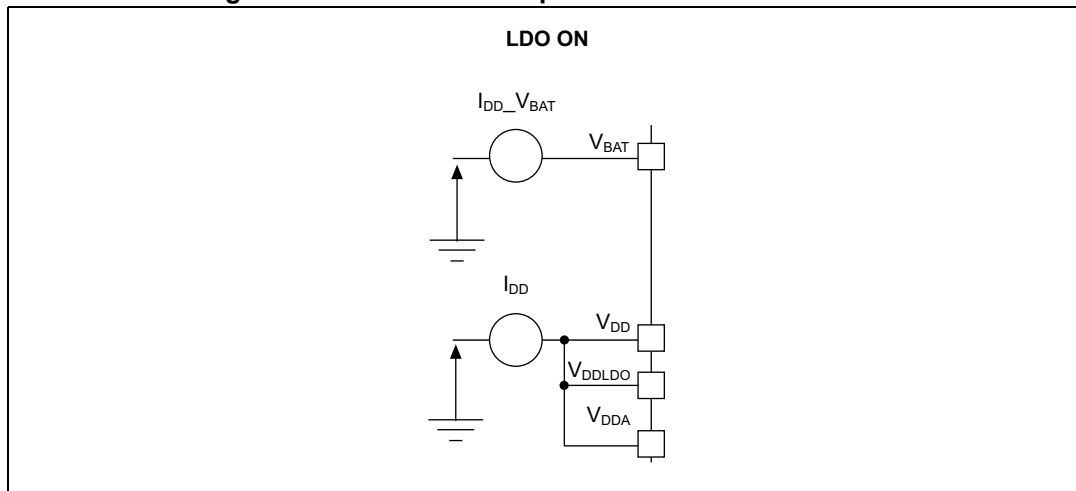 LDO ON
I_DD_V_BAT
V_BAT
I_DD
V_DD
V_DDLDO
V_DDA